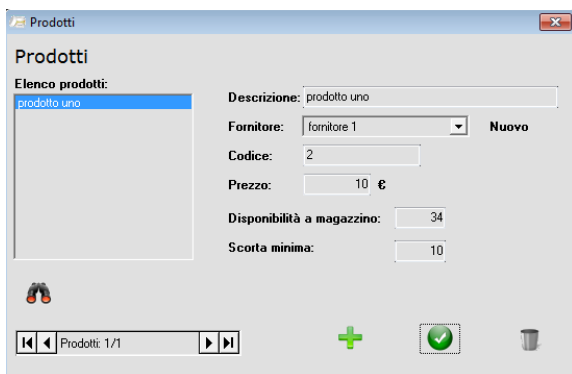 Prodotti
Prodotti
Elenco prodotti:
prodotto uno
Descrizione: prodotto uno
Fornitore: fornitore 1 Nuovo
Codice: 2
Prezzo: 10 €
Disponibilità a magazzino: 34
Scorta minima: 10
Prodotti: 1/1